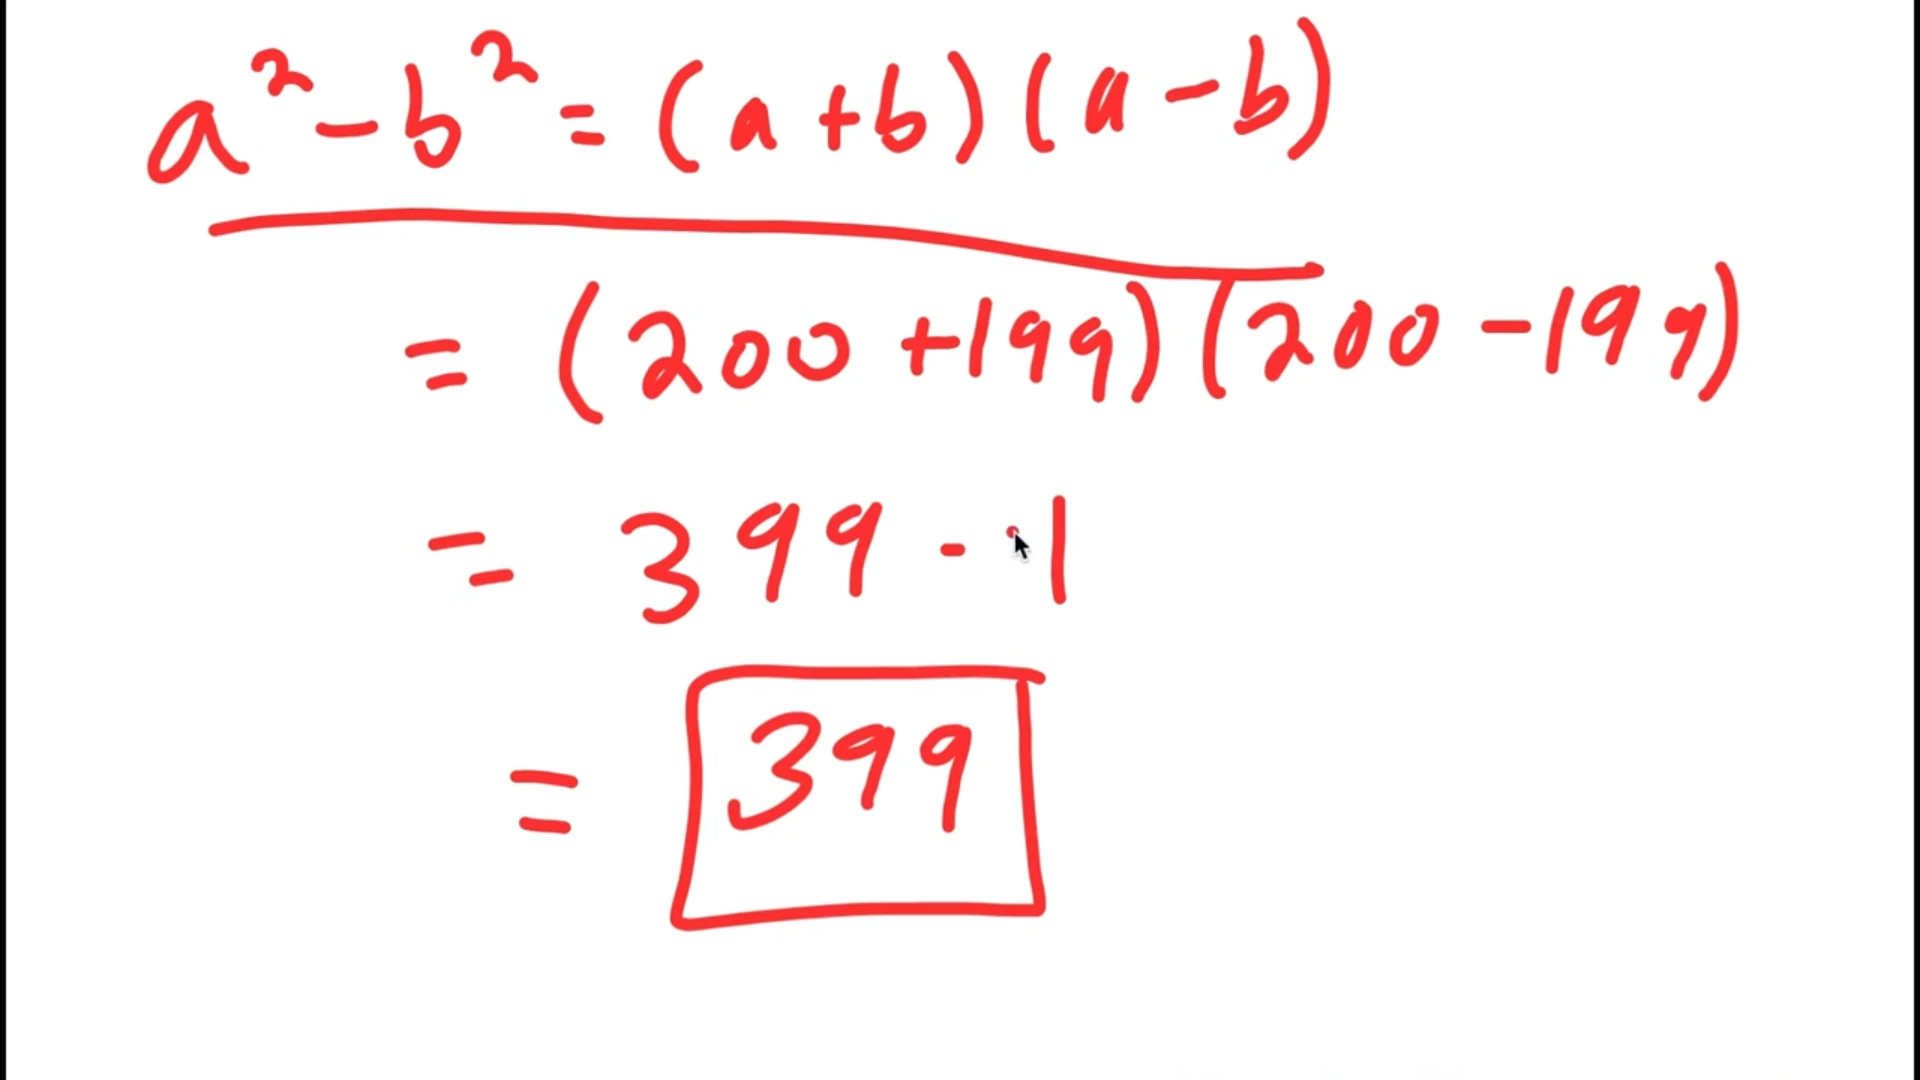 a² - b² = (a + b) (a - b)
= (200 + 199) (200 - 199)
= 399 · 1
= 399